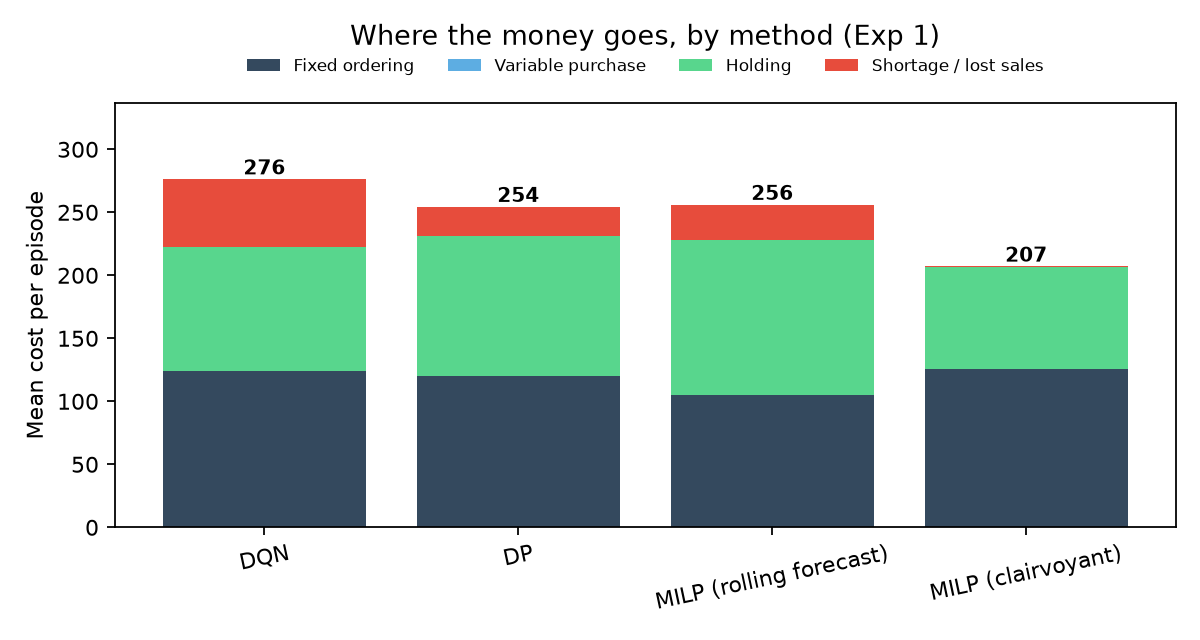 Where the money goes, by method (Exp 1)
Fixed ordering Variable purchase Holding Shortage / lost sales
Mean cost per episode
300
250
200
150
100
50
0
276
254
256
207
DQN
DP
MILP (rolling forecast)
MILP (clairvoyant)